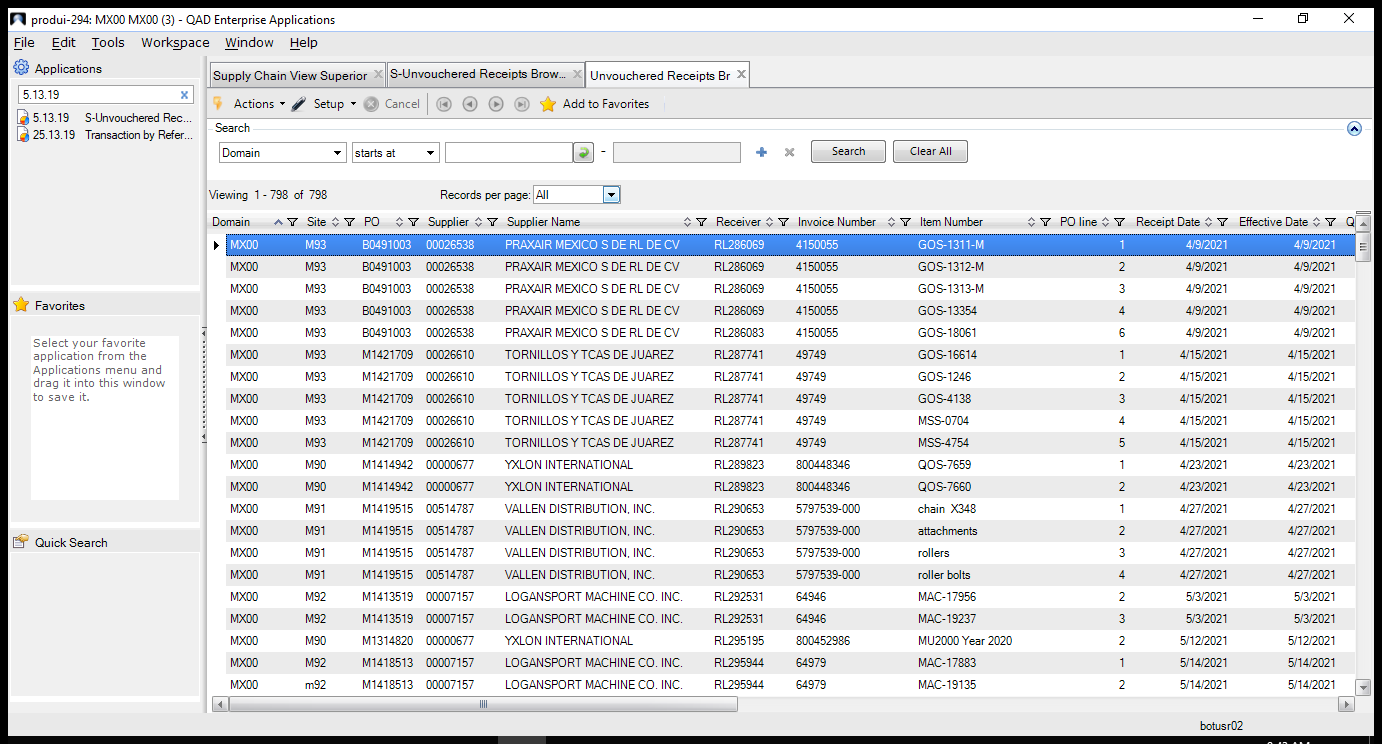 produi-294: MX00 MX00 (3) - QAD Enterprise Applications
File Edit Tools Workspace Window Help
Applications
5.13.19
5.13.19 S-Unvouchered Rec...
25.13.19 Transaction by Refer...
Favorites
Select your favorite
application from the
Applications menu and
drag it into this window
to save it.
Quick Search
Supply Chain View Superior S-Unvouchered Receipts Brow... Unvouchered Receipts Br
Actions Setup Cancel Add to Favorites
Search
Domain starts at - Search Clear All
Viewing 1 - 798 of 798 Records per page: All
Domain Site PO Supplier Supplier Name Receiver Invoice Number Item Number PO line Receipt Date Effective Date Q
MX00 M93 B0491003 00026538 PRAXAIR MEXICO S DE RL DE CV RL286069 4150055 GOS-1311-M 1 4/9/2021 4/9/2021
MX00 M93 B0491003 00026538 PRAXAIR MEXICO S DE RL DE CV RL286069 4150055 GOS-1312-M 2 4/9/2021 4/9/2021
MX00 M93 B0491003 00026538 PRAXAIR MEXICO S DE RL DE CV RL286069 4150055 GOS-1313-M 3 4/9/2021 4/9/2021
MX00 M93 B0491003 00026538 PRAXAIR MEXICO S DE RL DE CV RL286069 4150055 GOS-13354 4 4/9/2021 4/9/2021
MX00 M93 B0491003 00026538 PRAXAIR MEXICO S DE RL DE CV RL286083 4150055 GOS-18061 6 4/9/2021 4/9/2021
MX00 M93 M1421709 00026610 TORNILLOS Y TCAS DE JUAREZ RL287741 49749 GOS-16614 1 4/15/2021 4/15/2021
MX00 M93 M1421709 00026610 TORNILLOS Y TCAS DE JUAREZ RL287741 49749 GOS-1246 2 4/15/2021 4/15/2021
MX00 M93 M1421709 00026610 TORNILLOS Y TCAS DE JUAREZ RL287741 49749 GOS-4138 3 4/15/2021 4/15/2021
MX00 M93 M1421709 00026610 TORNILLOS Y TCAS DE JUAREZ RL287741 49749 MSS-0704 4 4/15/2021 4/15/2021
MX00 M93 M1421709 00026610 TORNILLOS Y TCAS DE JUAREZ RL287741 49749 MSS-4754 5 4/15/2021 4/15/2021
MX00 M90 M1414942 00000677 YXLON INTERNATIONAL RL289823 800448346 QOS-7659 1 4/23/2021 4/23/2021
MX00 M90 M1414942 00000677 YXLON INTERNATIONAL RL289823 800448346 QOS-7660 2 4/23/2021 4/23/2021
MX00 M91 M1419515 00514787 VALLEN DISTRIBUTION, INC. RL290653 5797539-000 chain X348 1 4/27/2021 4/27/2021
MX00 M91 M1419515 00514787 VALLEN DISTRIBUTION, INC. RL290653 5797539-000 attachments 2 4/27/2021 4/27/2021
MX00 M91 M1419515 00514787 VALLEN DISTRIBUTION, INC. RL290653 5797539-000 rollers 3 4/27/2021 4/27/2021
MX00 M91 M1419515 00514787 VALLEN DISTRIBUTION, INC. RL290653 5797539-000 roller bolts 4 4/27/2021 4/27/2021
MX00 M92 M1413519 00007157 LOGANSPORT MACHINE CO. INC. RL292531 64946 MAC-17956 2 5/3/2021 5/3/2021
MX00 M92 M1413519 00007157 LOGANSPORT MACHINE CO. INC. RL292531 64946 MAC-19237 3 5/3/2021 5/3/2021
MX00 M90 M1314820 00000677 YXLON INTERNATIONAL RL295195 800452986 MU2000 Year 2020 2 5/12/2021 5/12/2021
MX00 M92 M1418513 00007157 LOGANSPORT MACHINE CO. INC. RL295944 64979 MAC-17883 1 5/14/2021 5/14/2021
MX00 m92 M1418513 00007157 LOGANSPORT MACHINE CO. INC. RL295944 64979 MAC-19135 2 5/14/2021 5/14/2021
botusr02